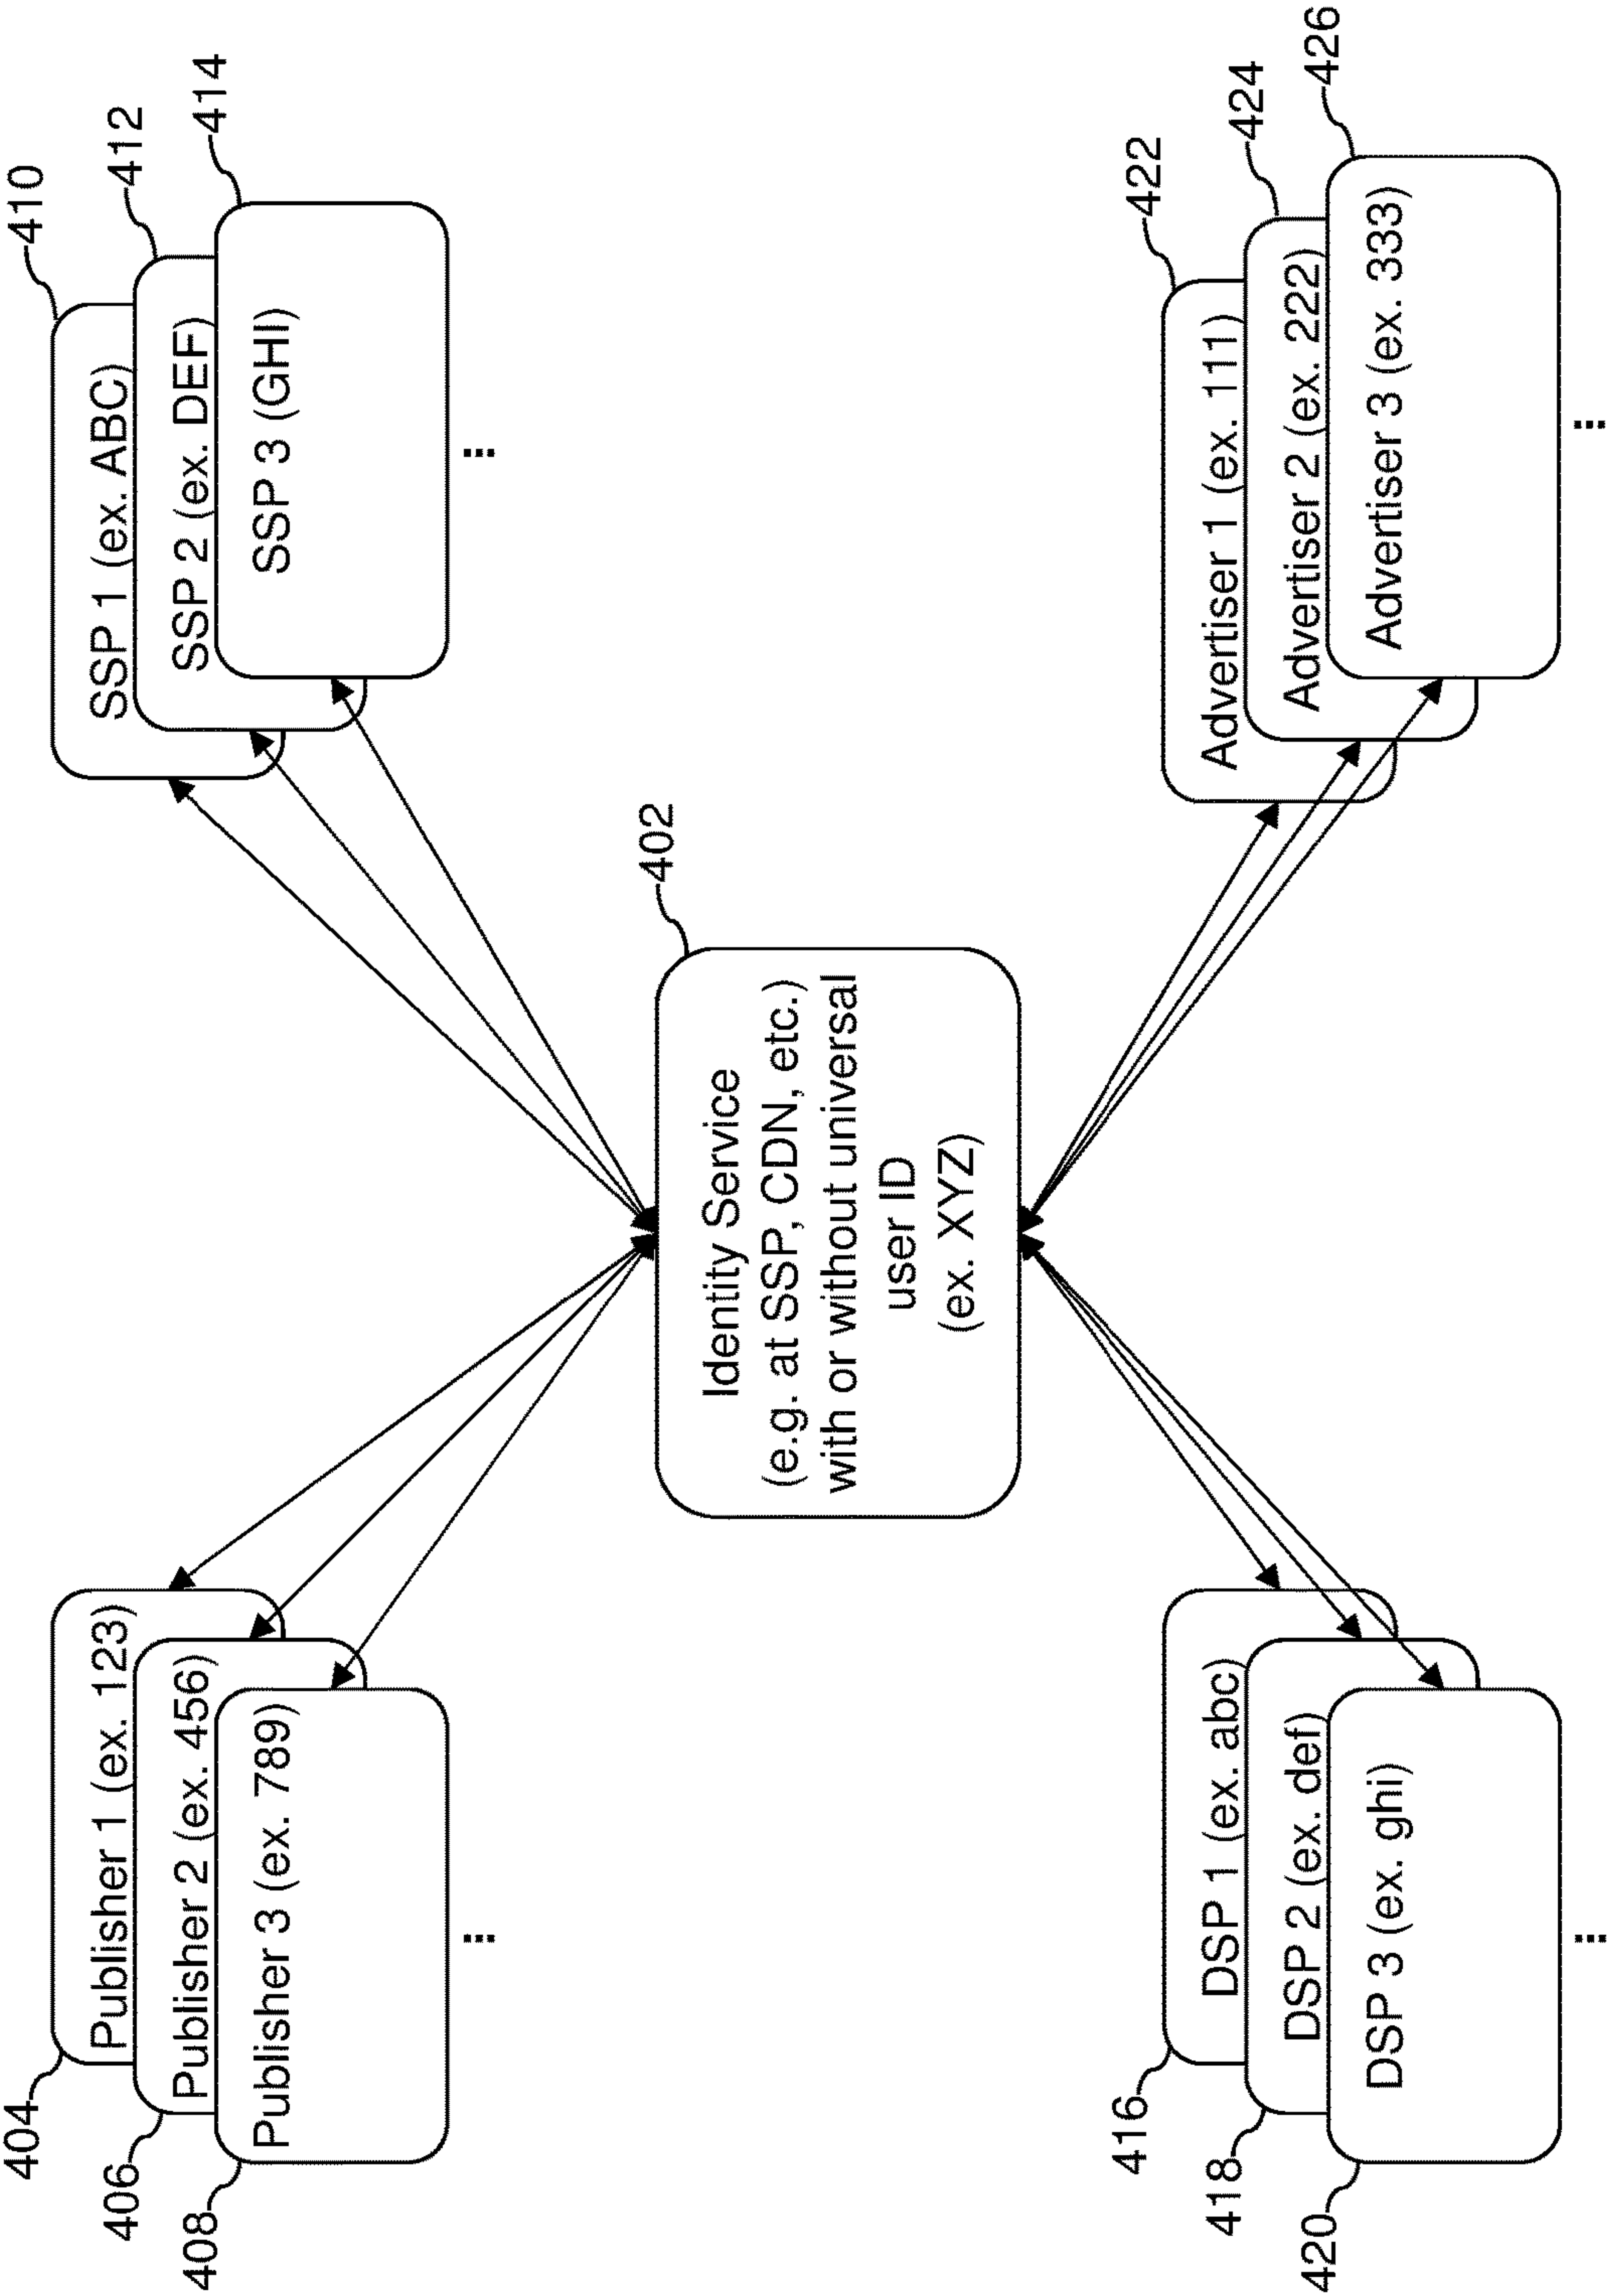 404
Publisher 1 (ex. 123)
406
Publisher 2 (ex. 456)
408
Publisher 3 (ex. 789)
...
410
SSP 1 (ex. ABC)
412
SSP 2 (ex. DEF)
414
SSP 3 (GHI)
...
402
Identity Service
(e.g. at SSP, CDN, etc.)
with or without universal
user ID
(ex. XYZ)
416
DSP 1 (ex. abc)
418
DSP 2 (ex. def)
420
DSP 3 (ex. ghi)
...
422
Advertiser 1 (ex. 111)
424
Advertiser 2 (ex. 222)
426
Advertiser 3 (ex. 333)
...